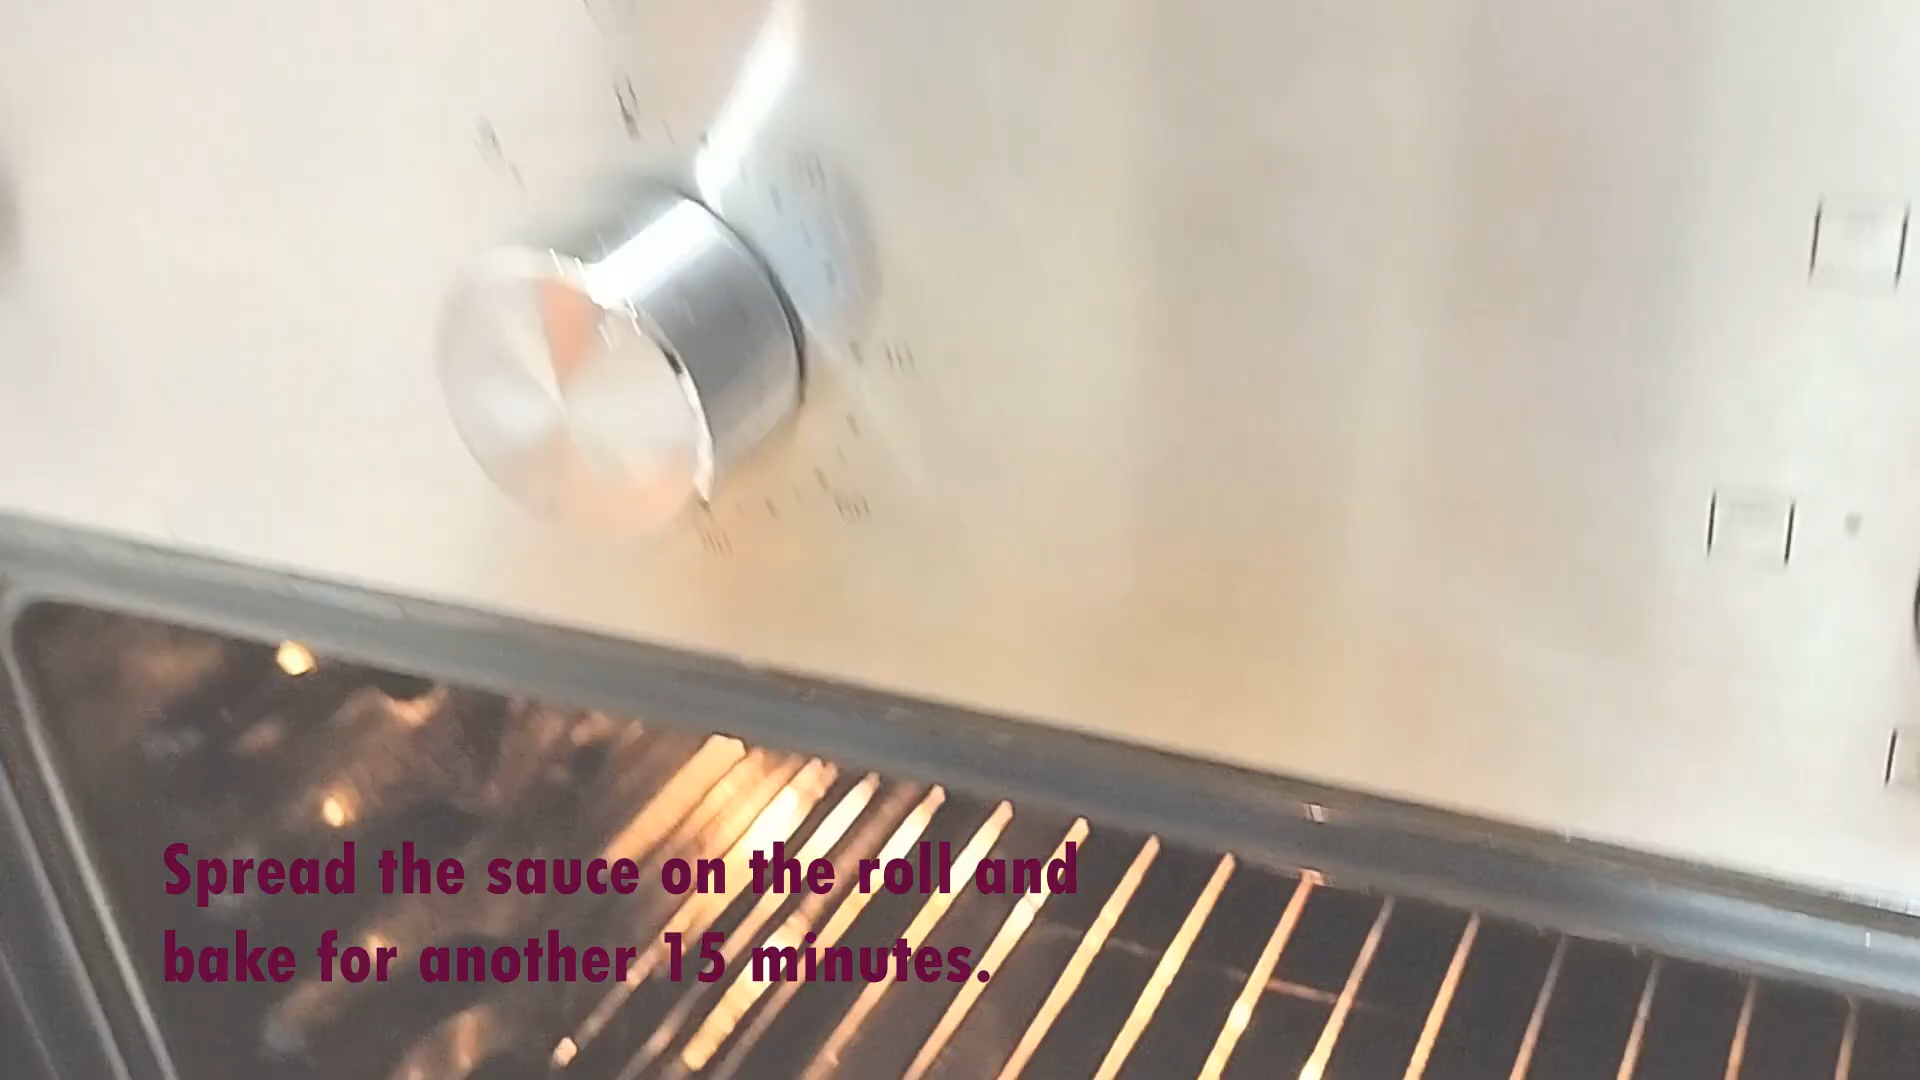 Spread the sauce on the roll and
bake for another 15 minutes.